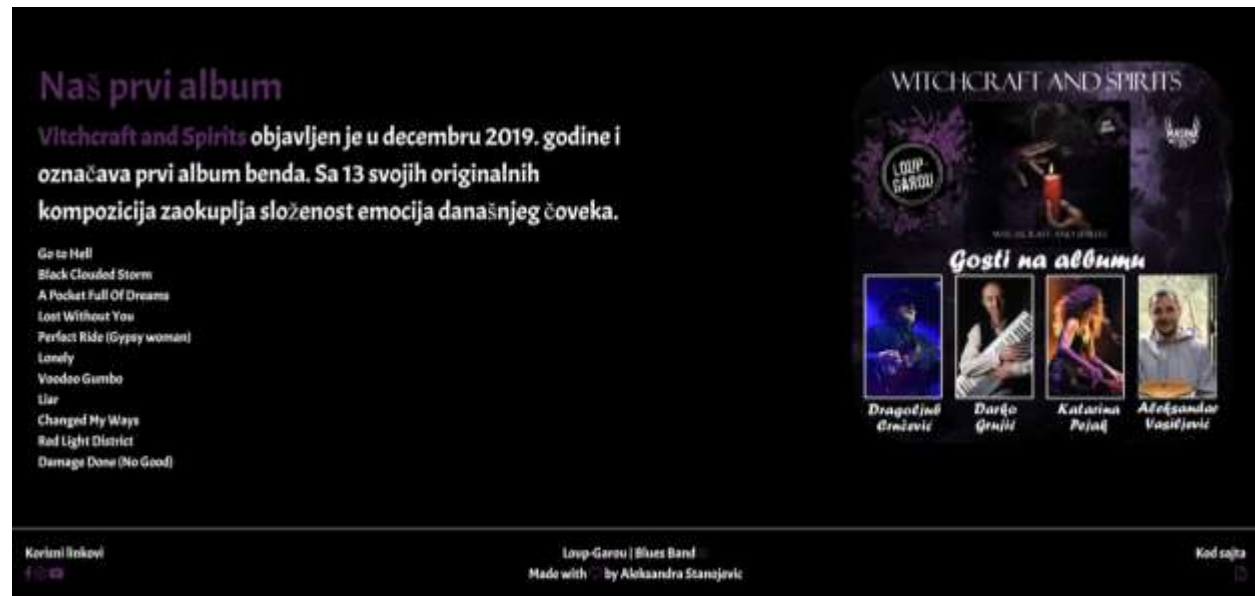 Naš prvi album
Vitchcraft and Spirits objavljen je u decembru 2019. godine i
označava prvi album benda. Sa 13 svojih originalnih
kompozicija zaokuplja složenost emocija današnjeg čoveka.
Go to Hell
Black Clouded Storm
A Pocket Full Of Dreams
Lost Without You
Perfect Ride (Gypsy woman)
Lonely
Voodoo Gumbo
Liar
Changed My Ways
Red Light District
Damage Done (No Good)
WITCHCRAFT AND SPIRITS
LOUP-
GAROU
WITCHCRAFT AND SPIRITS
Gosti na albumu
Dragoljub
Crnčević
Darko
Grujić
Katarina
Pejak
Aleksandar
Vasiljević
Korisni linkovi
Loup-Garou | Blues Band
Made with by Aleksandra Stanojevic
Kod sajta